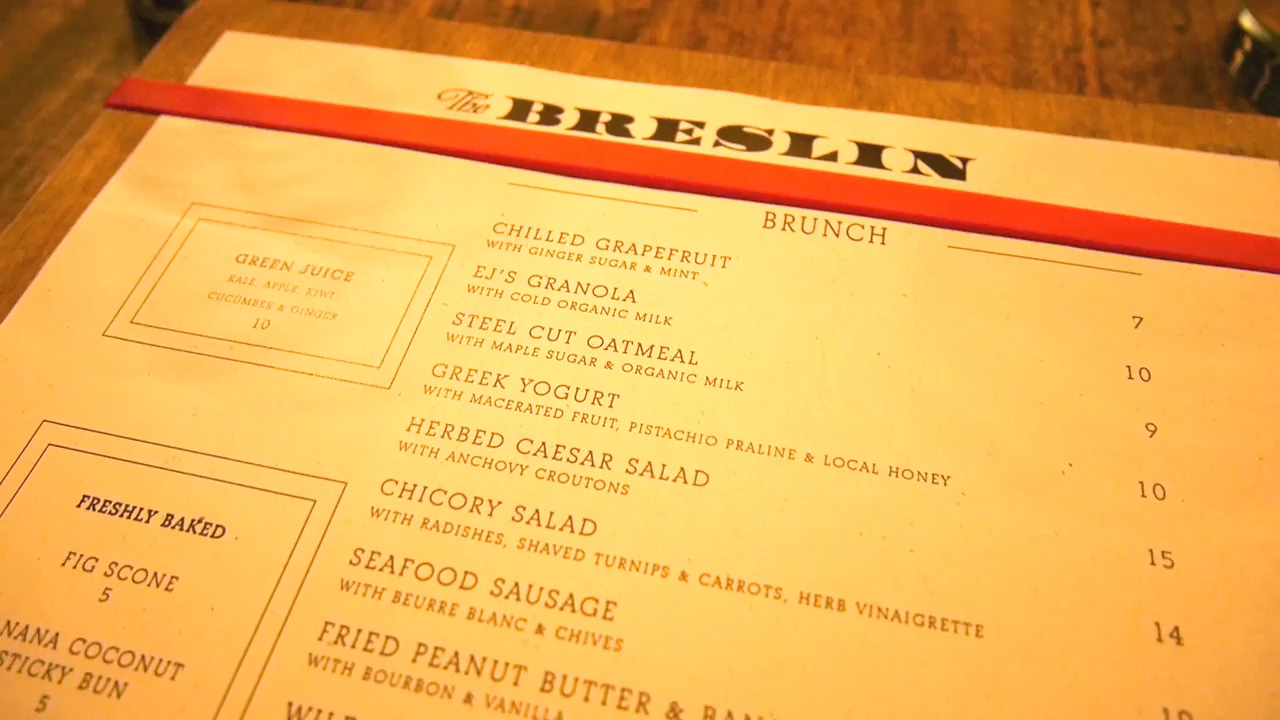 The BRESLIN
BRUNCH
CHILLED GRAPEFRUIT
WITH GINGER SUGAR & MINT
7
EJ'S GRANOLA
WITH COLD ORGANIC MILK
10
STEEL CUT OATMEAL
WITH MAPLE SUGAR & ORGANIC MILK
9
GREEK YOGURT
WITH MACERATED FRUIT, PISTACHIO PRALINE & LOCAL HONEY
10
HERBED CAESAR SALAD
WITH ANCHOVY CROUTONS
15
CHICORY SALAD
WITH RADISHES, SHAVED TURNIPS & CARROTS, HERB VINAIGRETTE
14
SEAFOOD SAUSAGE
WITH BEURRE BLANC & CHIVES
FRIED PEANUT BUTTER &
WITH BOURBON & VANILLA
GREEN JUICE
KALE, APPLE, KIWI
CUCUMBER & GINGER
10
FRESHLY BAKED
FIG SCONE
5
NANA COCONUT
STICKY BUN
5